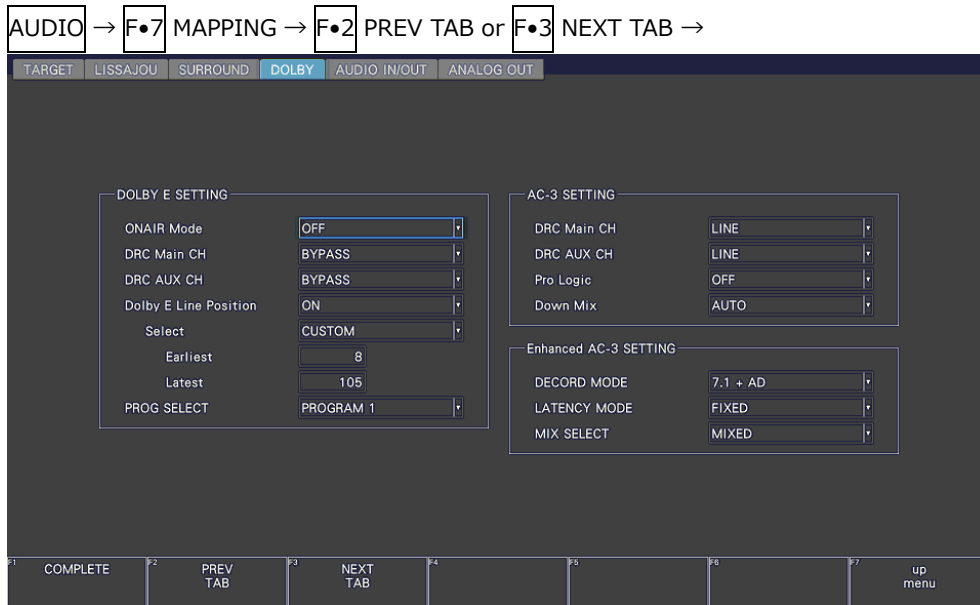 AUDIO → F•7 MAPPING → F•2 PREV TAB or F•3 NEXT TAB →
TARGET LISSAJOU SURROUND DOLBY AUDIO IN/OUT ANALOG OUT
DOLBY E SETTING
ONAIR Mode OFF
DRC Main CH BYPASS
DRC AUX CH BYPASS
Dolby E Line Position ON
Select CUSTOM
Earliest 8
Latest 105
PROG SELECT PROGRAM 1
AC-3 SETTING
DRC Main CH LINE
DRC AUX CH LINE
Pro Logic OFF
Down Mix AUTO
Enhanced AC-3 SETTING
DECORD MODE 7.1 + AD
LATENCY MODE FIXED
MIX SELECT MIXED
F1 COMPLETE
F2 PREV
TAB
F3 NEXT
TAB
F4
F5
F6
F7 up
menu